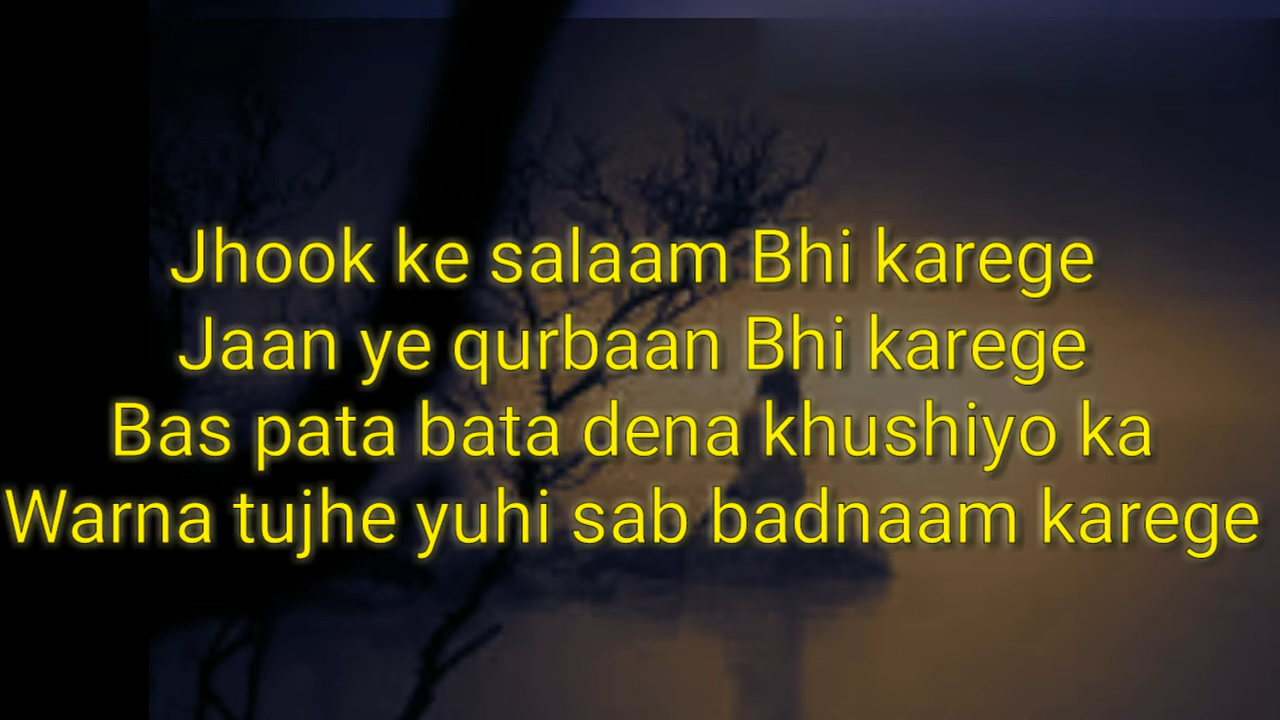 Jhook ke salaam Bhi karege
Jaan ye qurbaan Bhi karege
Bas pata bata dena khushiyo ka
Warna tujhe yuhi sab badnaam karege